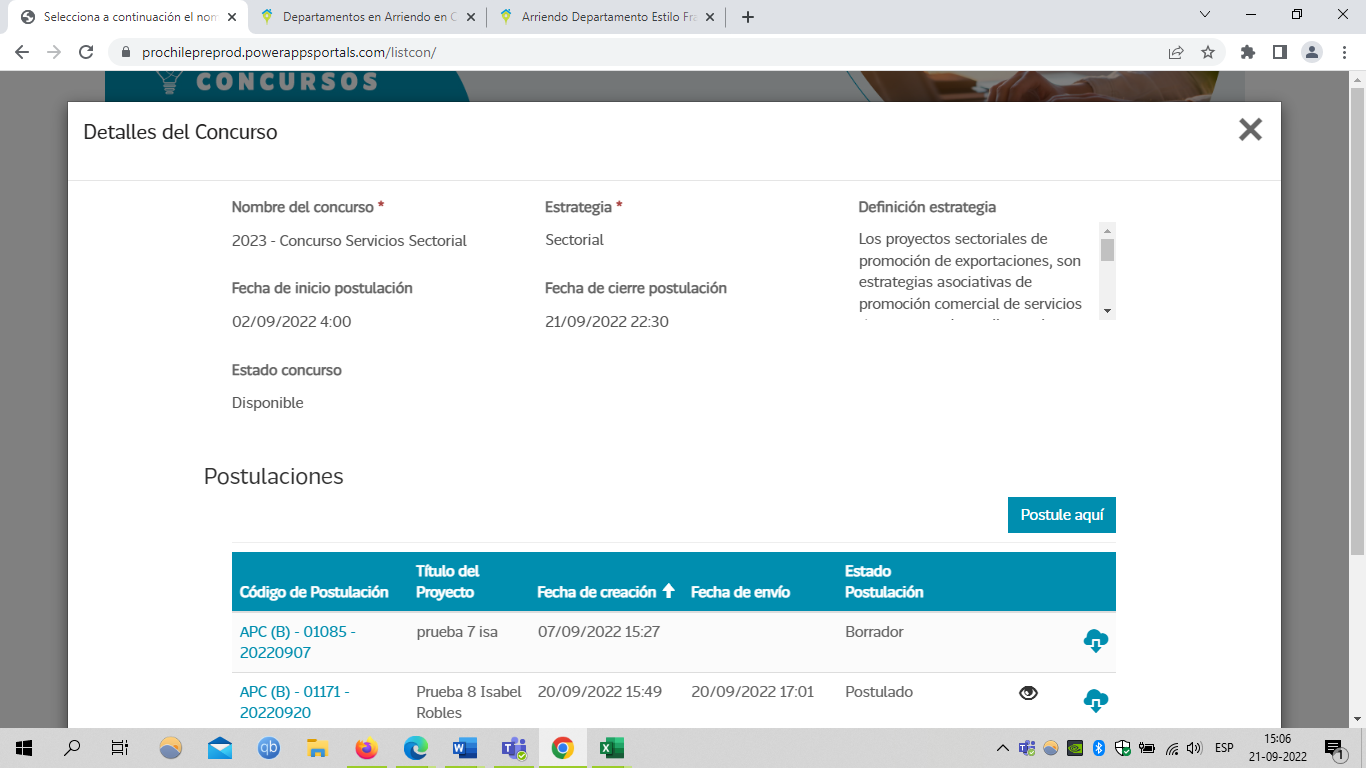 Selecciona a continuación el nom
Departamentos en Arriendo en C
Arriendo Departamento Estilo Fra
prochilepreprod.powerappsportals.com/listcon/
CONCURSOS
Detalles del Concurso
Nombre del concurso *
Estrategia *
Definición estrategia
2023 - Concurso Servicios Sectorial
Sectorial
Los proyectos sectoriales de
promoción de exportaciones, son
estrategias asociativas de
promoción comercial de servicios
Fecha de inicio postulación
Fecha de cierre postulación
02/09/2022 4:00
21/09/2022 22:30
Estado concurso
Disponible
Postulaciones
Postule aquí
Código de Postulación
Título del
Proyecto
Fecha de creación
Fecha de envío
Estado
Postulación
APC (B) - 01085 -
20220907
prueba 7 isa
07/09/2022 15:27
Borrador
APC (B) - 01171 -
20220920
Prueba 8 Isabel
Robles
20/09/2022 15:49
20/09/2022 17:01
Postulado
qb
ESP
15:06
21-09-2022
1